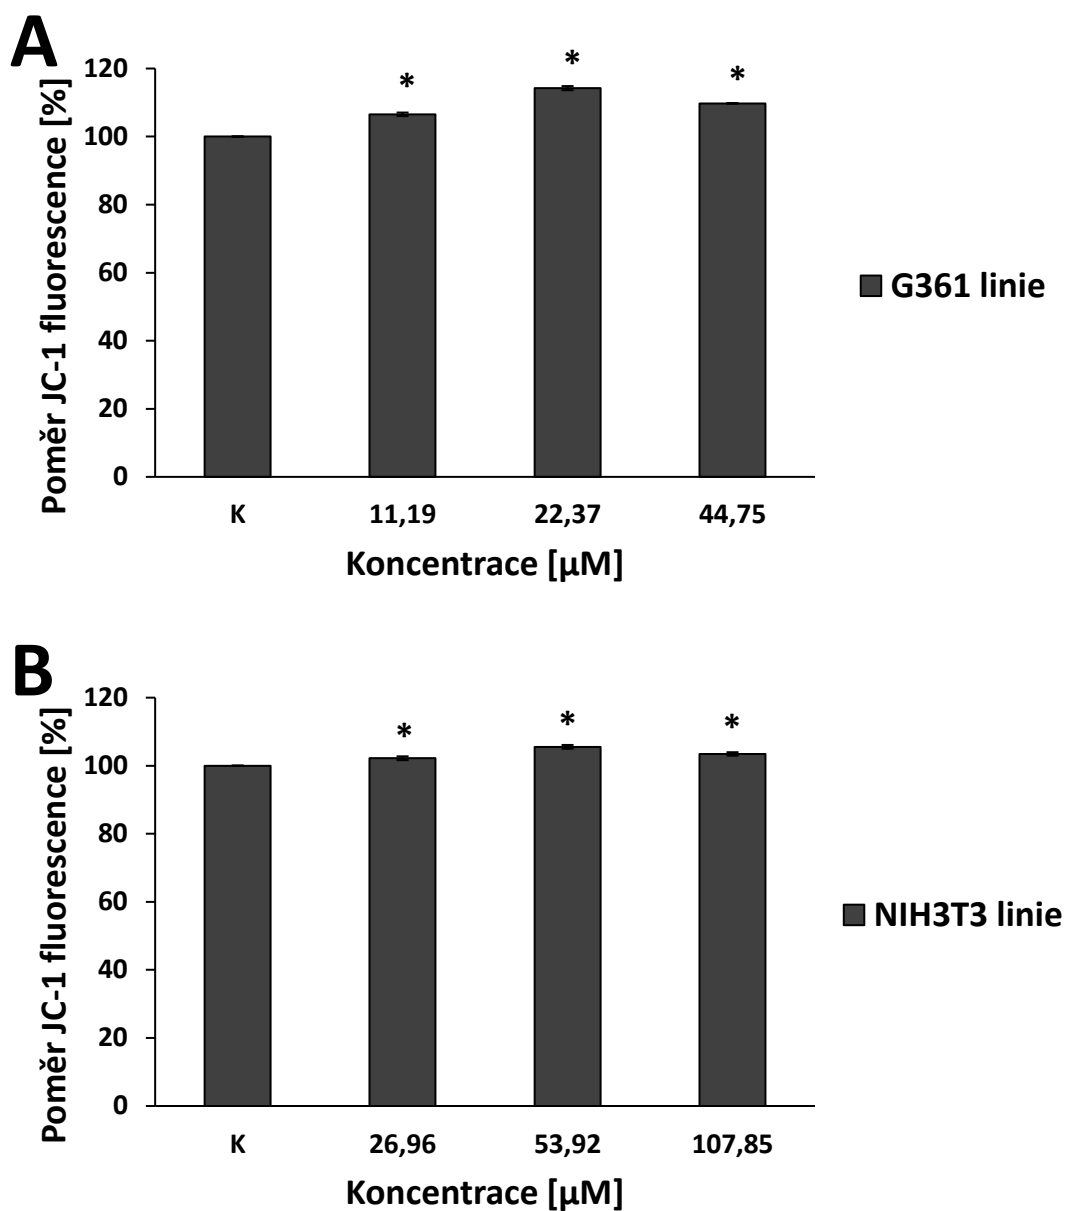 A
Poměr JC-1 fluorescence [%]
120
100
80
60
40
20
0
* * *
K 11,19 22,37 44,75
Koncentrace [µM]
G361 linie
B
Poměr JC-1 fluorescence [%]
120
100
80
60
40
20
0
* * *
K 26,96 53,92 107,85
Koncentrace [µM]
NIH3T3 linie